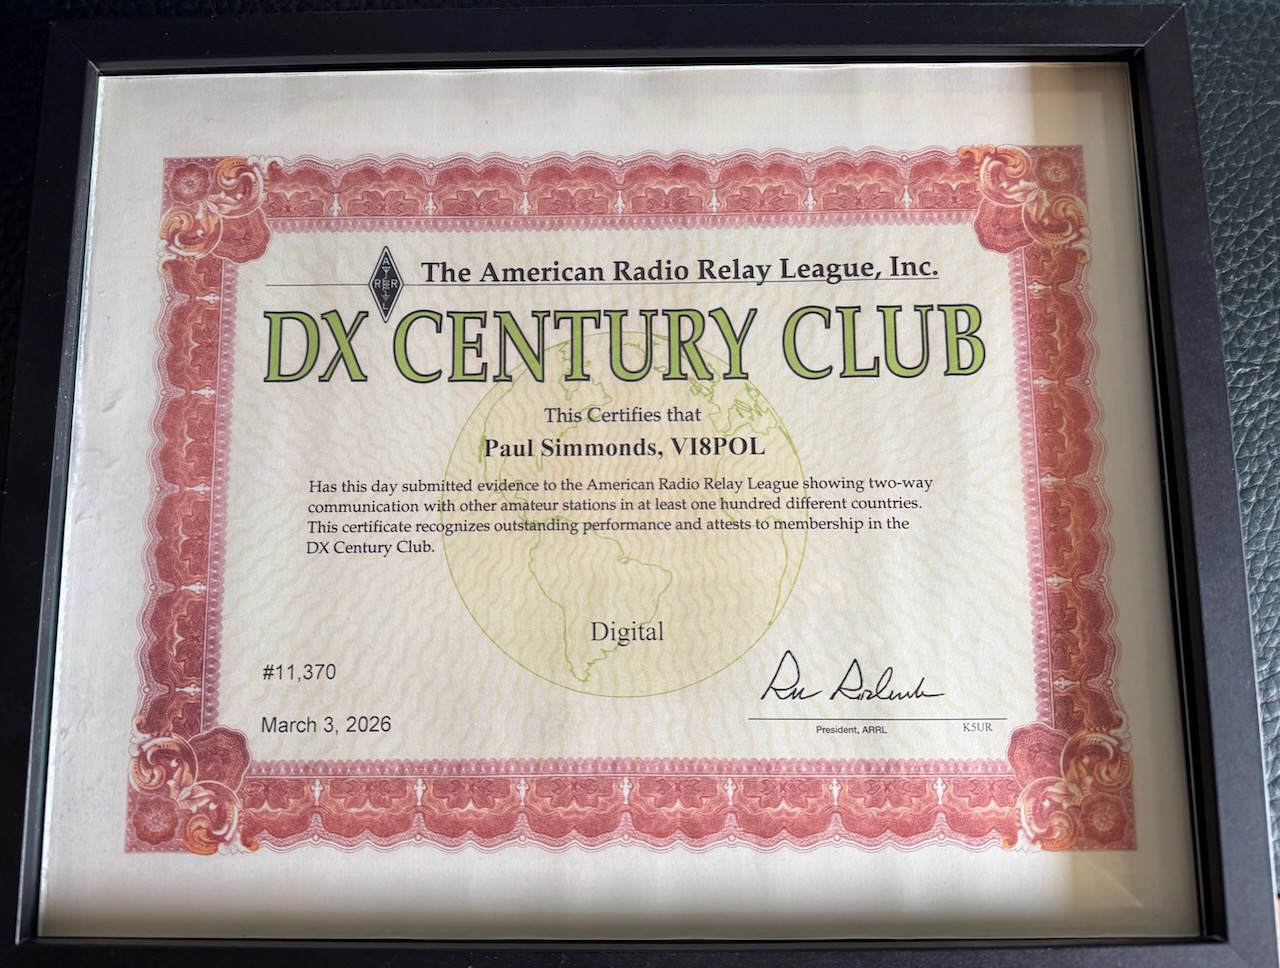 The American Radio Relay League, Inc.
A
R R
L
DX CENTURY CLUB
This Certifies that
Paul Simmonds, VI8POL
Has this day submitted evidence to the American Radio Relay League showing two-way
communication with other amateur stations in at least one hundred different countries.
This certificate recognizes outstanding performance and attests to membership in the
DX Century Club.
Digital
#11,370
March 3, 2026
President, ARRL K5UR